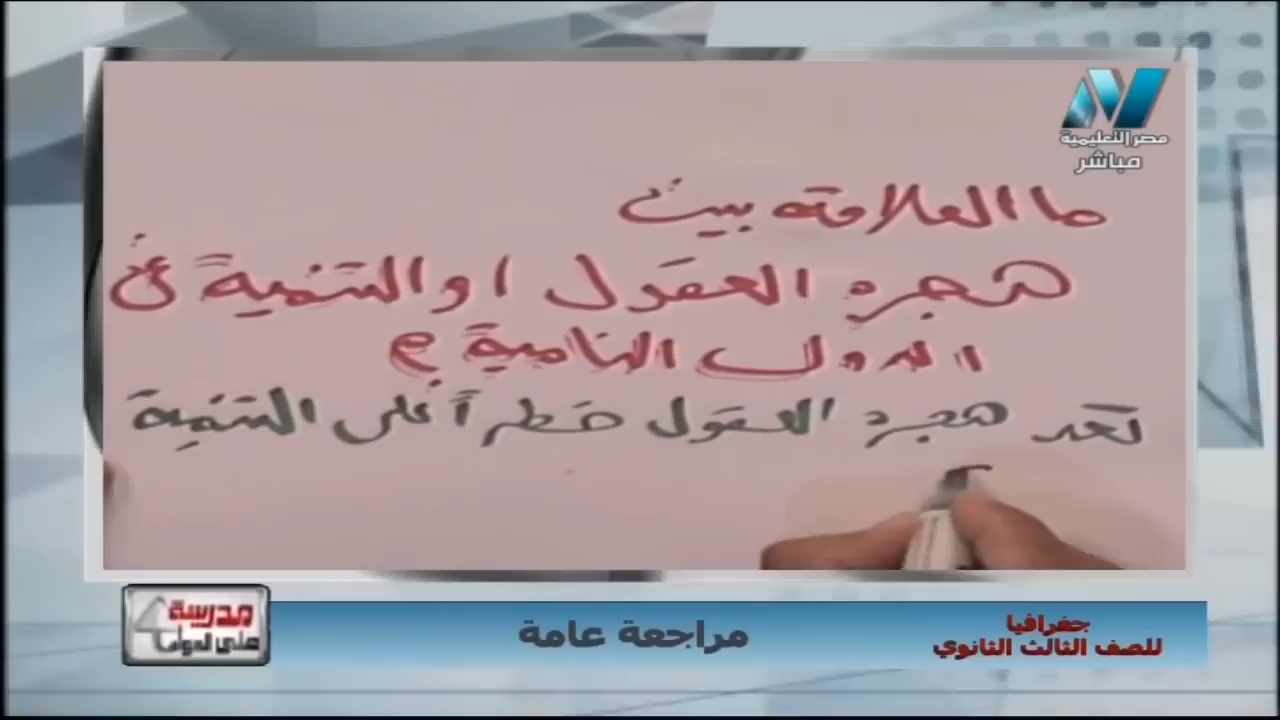 مصر التعليمية
مباشر
ما العلاقة بين
هجرة العقول / والتنمية في
الدول النامية ؟
تعد هجرة العقول خطراً على التنمية
مدرسة
على الهواء
مراجعة عامة
جغرافيا
للصف الثالث الثانوي